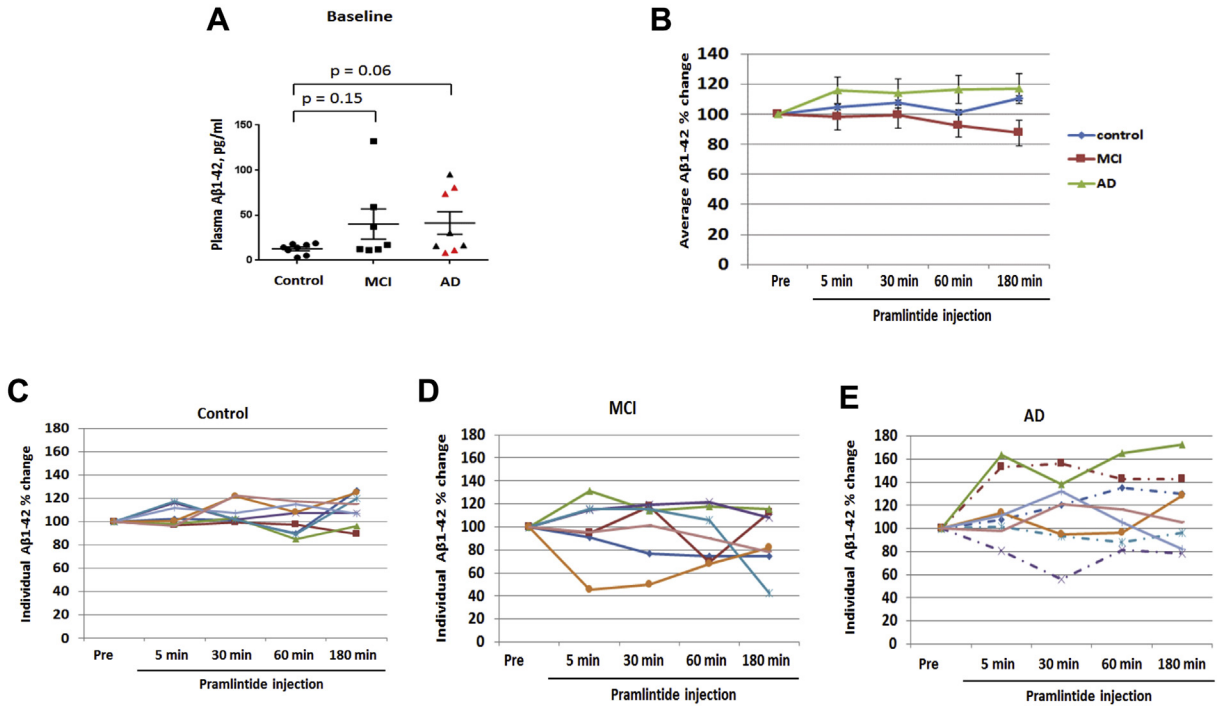 A
Baseline
p = 0.06
p = 0.15
Plasma Aβ1-42, pg/ml
150
100
50
0
Control MCI AD
B
Average Aβ1-42 % change
140
120
100
80
60
40
20
0
Pre 5 min 30 min 60 min 180 min
Pramlintide injection
control
MCI
AD
C
Control
Individual Aβ1-42 % change
180
160
140
120
100
80
60
40
20
0
Pre 5 min 30 min 60 min 180 min
Pramlintide injection
D
MCI
Individual Aβ1-42 % change
180
160
140
120
100
80
60
40
20
0
Pre 5 min 30 min 60 min 180 min
Pramlintide injection
E
AD
Individual Aβ1-42 % change
180
160
140
120
100
80
60
40
20
0
Pre 5 min 30 min 60 min 180 min
Pramlintide injection